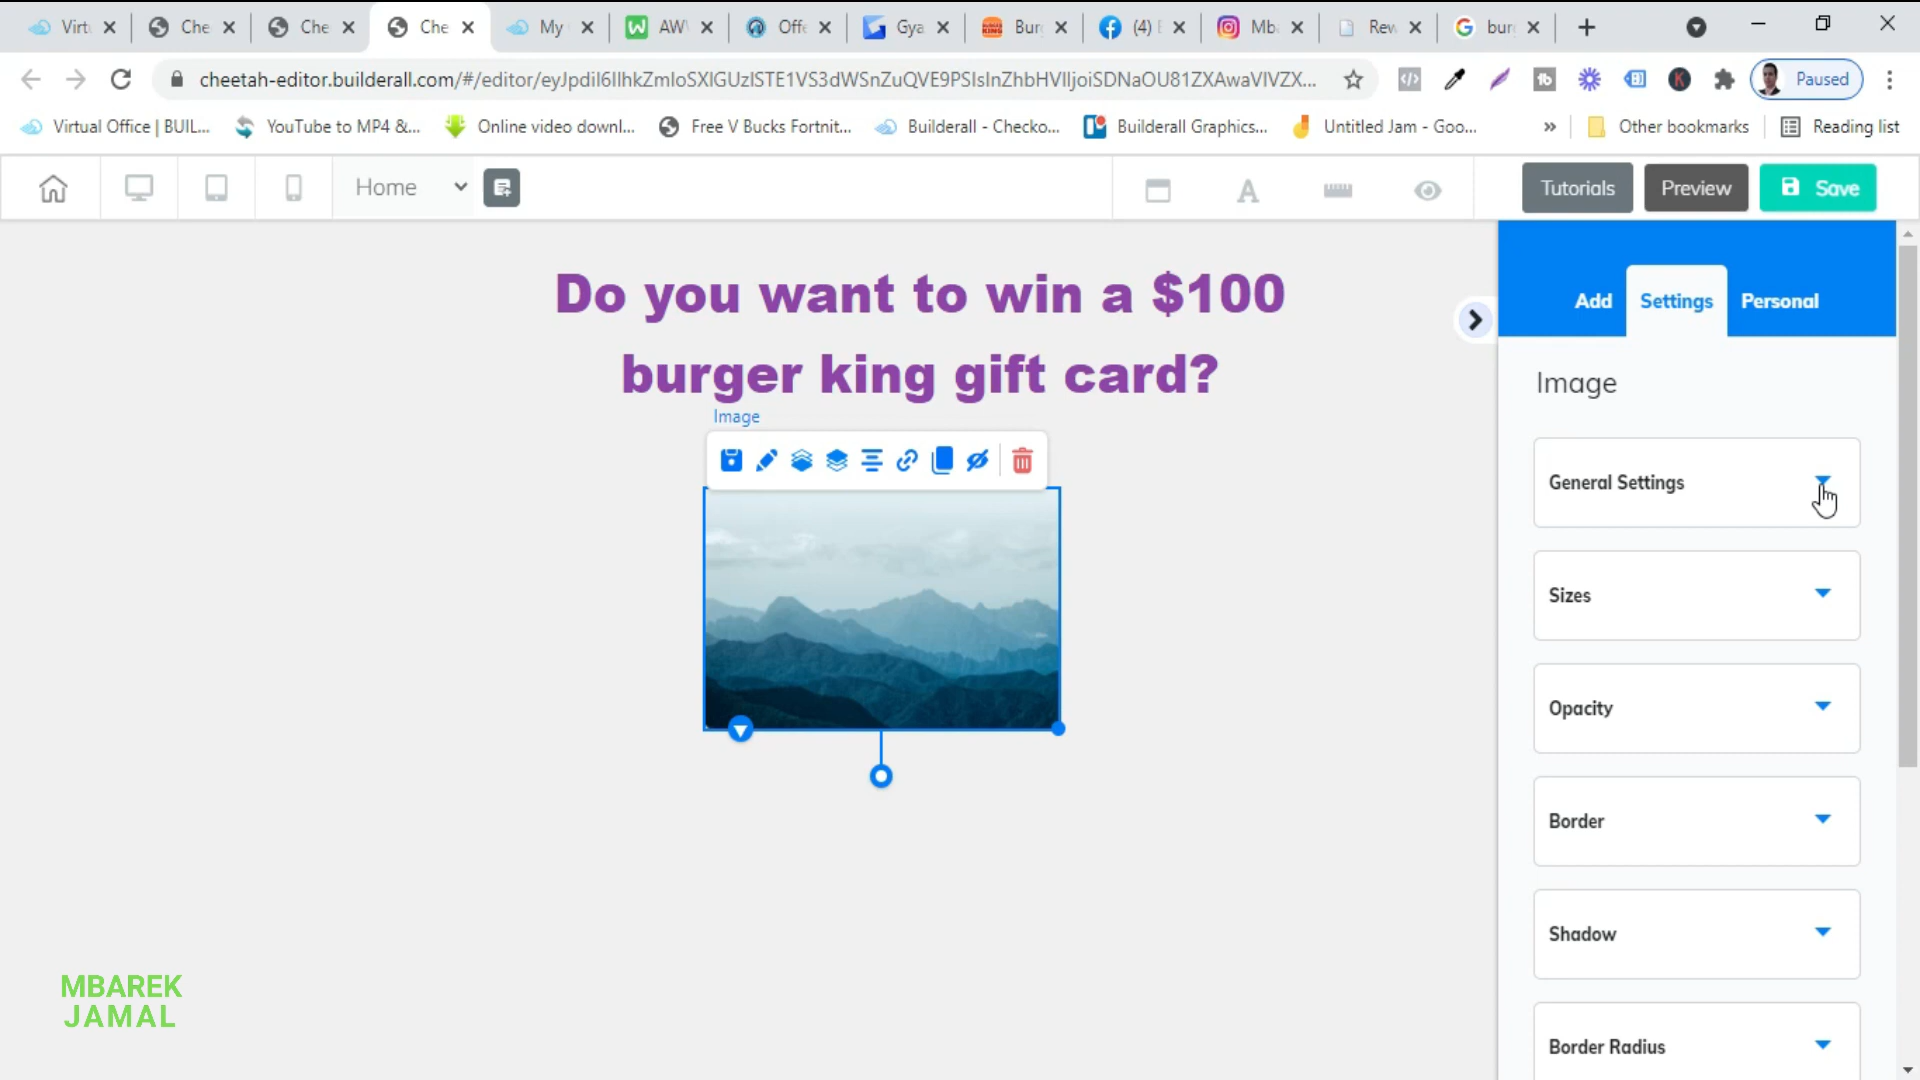 Virt
Che
Che
Che
My
AW
Offe
Gya
Bur
(4)
Mb
Rew
bur
cheetah-editor.builderall.com/#/editor/
Paused
Virtual Office | BUIL...
YouTube to MP4 &...
Online video downl...
Free V Bucks Fortnit...
Builderall - Checko...
Builderall Graphics...
Untitled Jam - Goo...
»
Other bookmarks
Reading list
Home
Tutorials
Preview
Save
Do you want to win a $100
burger king gift card?
Add
Settings
Personal
Image
Image
General Settings
Sizes
Opacity
Border
Shadow
Border Radius
MBAREK
JAMAL